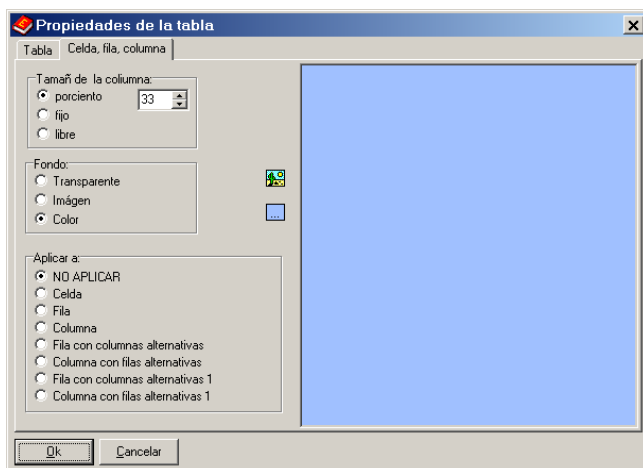 Propiedades de la tabla
Tabla
Celda, fila, columna
Tamañ de la coliumna:
porciento
33
fijo
libre
Fondo:
Transparente
Imágen
Color
...
Aplicar a:
NO APLICAR
Celda
Fila
Columna
Fila con columnas alternativas
Columna con filas alternativas
Fila con columnas alternativas 1
Columna con filas alternativas 1
Ok
Cancelar